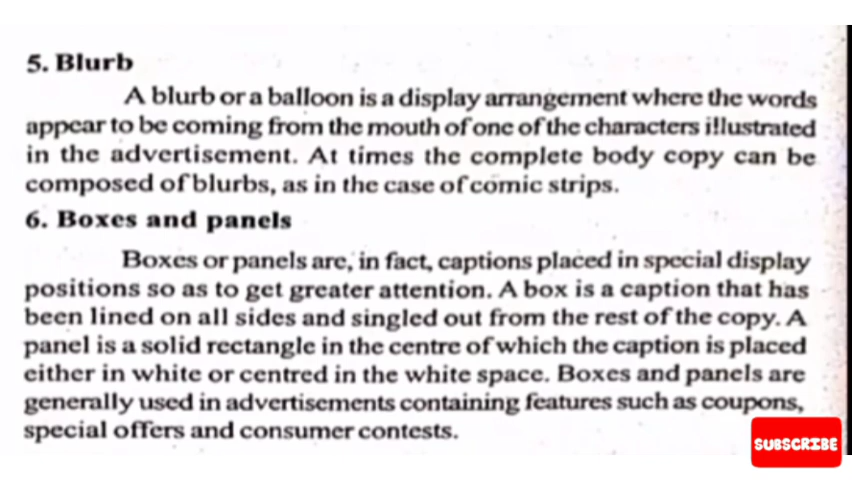 5. Blurb
A blurb or a balloon is a display arrangement where the words
appear to be coming from the mouth of one of the characters illustrated
in the advertisement. At times the complete body copy can be
composed of blurbs, as in the case of comic strips.
6. Boxes and panels
Boxes or panels are, in fact, captions placed in special display
positions so as to get greater attention. A box is a caption that has
been lined on all sides and singled out from the rest of the copy. A
panel is a solid rectangle in the centre of which the caption is placed
either in white or centred in the white space. Boxes and panels are
generally used in advertisements containing features such as coupons,
special offers and consumer contests.
SUBSCRIBE